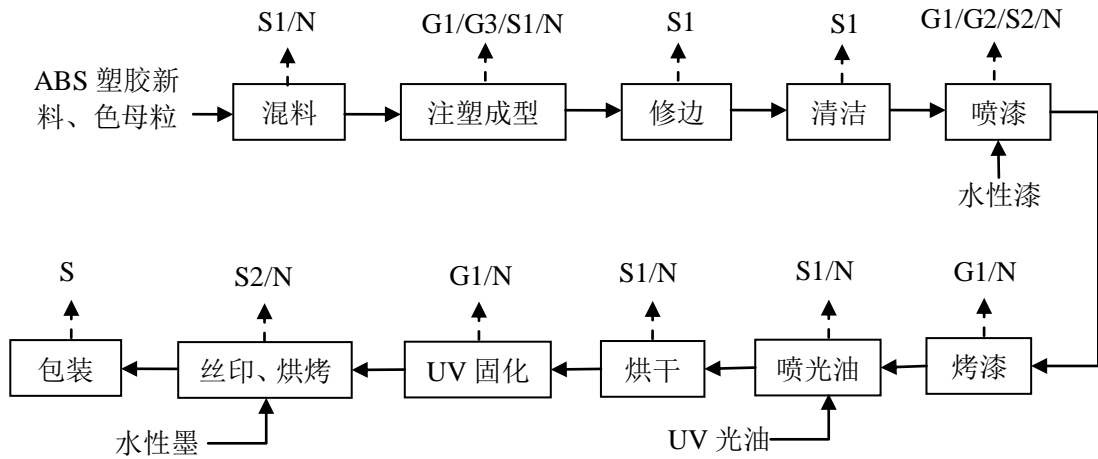 S1/N
G1/G3/S1/N
S1
S1
G1/G2/S2/N
ABS 塑胶新
料、色母粒
混料
注塑成型
修边
清洁
喷漆
水性漆
S
S2/N
G1/N
S1/N
S1/N
G1/N
包装
丝印、烘烤
UV 固化
烘干
喷光油
烤漆
水性墨
UV 光油